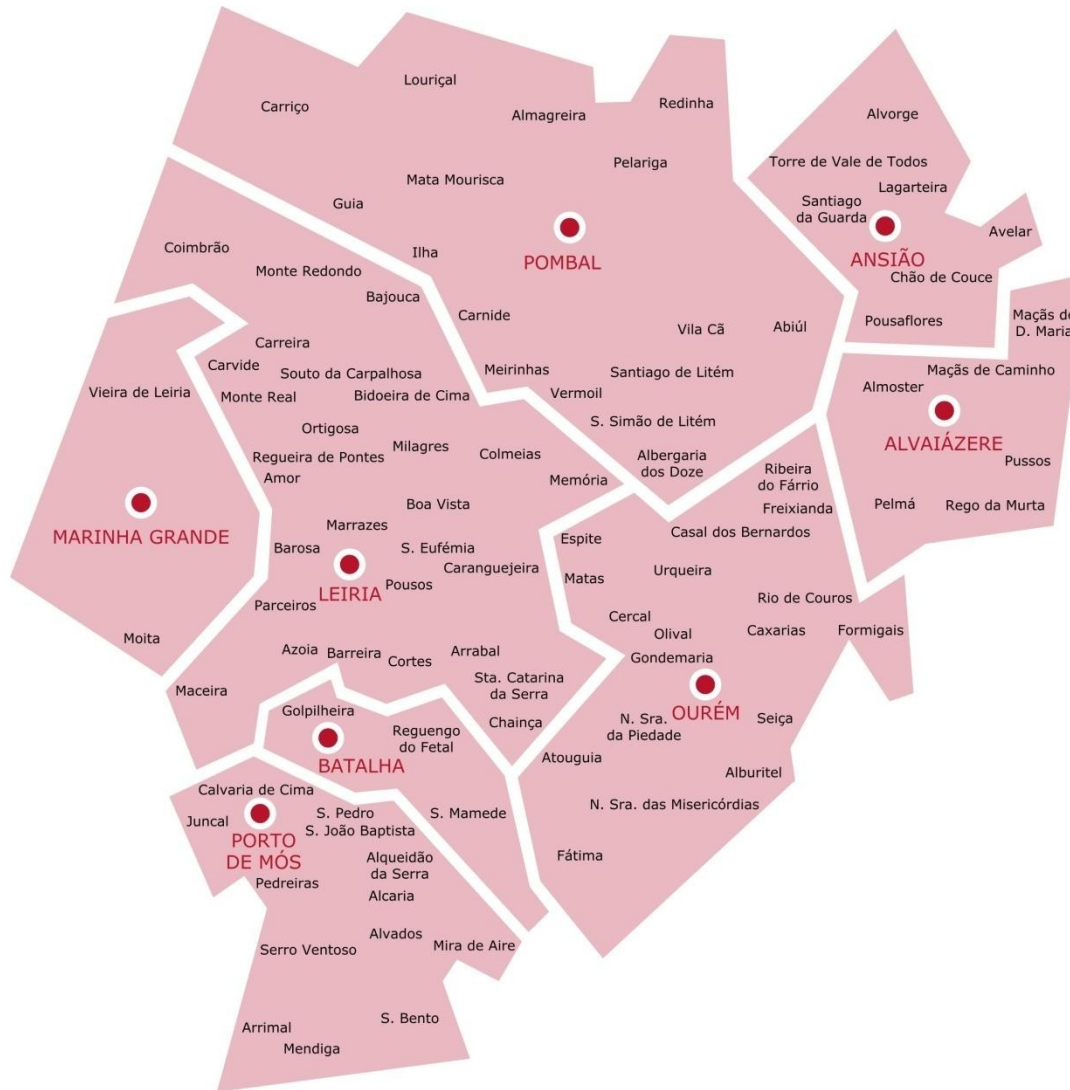 Louriçal
Carriço
Almagreira
Redinha
Pelariga
Mata Mourisca
Guia
Ilha
POMBAL
Carnide
Vila Cã
Abiúl
Meirinhas
Santiago de Litém
Vermoil
S. Simão de Litém
Albergaria
dos Doze
Alvorge
Torre de Vale de Todos
Lagarteira
Santiago
da Guarda
Avelar
ANSIÃO
Chão de Couce
Pousaflores
Maçãs de
D. Maria
Maçãs de Caminho
Almoster
ALVAIÁZERE
Pussos
Pelmá
Rego da Murta
Coimbrão
Monte Redondo
Bajouca
Carreira
Carvide
Souto da Carpalhosa
Monte Real
Bidoeira de Cima
Ortigosa
Milagres
Regueira de Pontes
Colmeias
Amor
Memória
Boa Vista
Marrazes
Barosa
S. Eufémia
Caranguejeira
LEIRIA
Pousos
Parceiros
Azoia
Barreira
Cortes
Arrabal
Sta. Catarina
da Serra
Maceira
Chainça
Vieira de Leiria
MARINHA GRANDE
Moita
Ribeira
do Fárrio
Freixianda
Casal dos Bernardos
Espite
Urqueira
Matas
Rio de Couros
Cercal
Olival
Caxarias
Formigais
Gondemaria
OURÉM
N. Sra.
da Piedade
Seiça
Atouguia
Alburitel
N. Sra. das Misericórdias
Fátima
Golpilheira
Reguengo
do Fetal
BATALHA
S. Mamede
Calvaria de Cima
Juncal
S. Pedro
S. João Baptista
PORTO
DE MÓS
Alqueidão
da Serra
Pedreiras
Alcaria
Alvados
Serro Ventoso
Mira de Aire
S. Bento
Arrimal
Mendiga